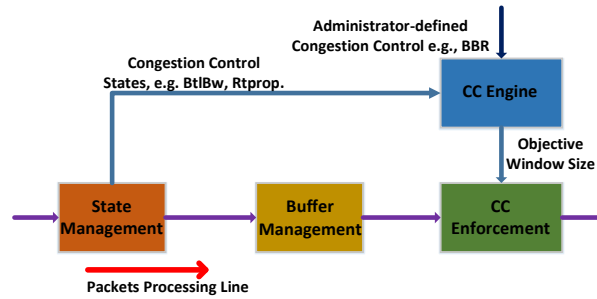 Administrator-defined
Congestion Control e.g., BBR
Congestion Control
States, e.g. BtlBw, Rtprop.
CC Engine
Objective
Window Size
State
Management
Buffer
Management
CC
Enforcement
Packets Processing Line